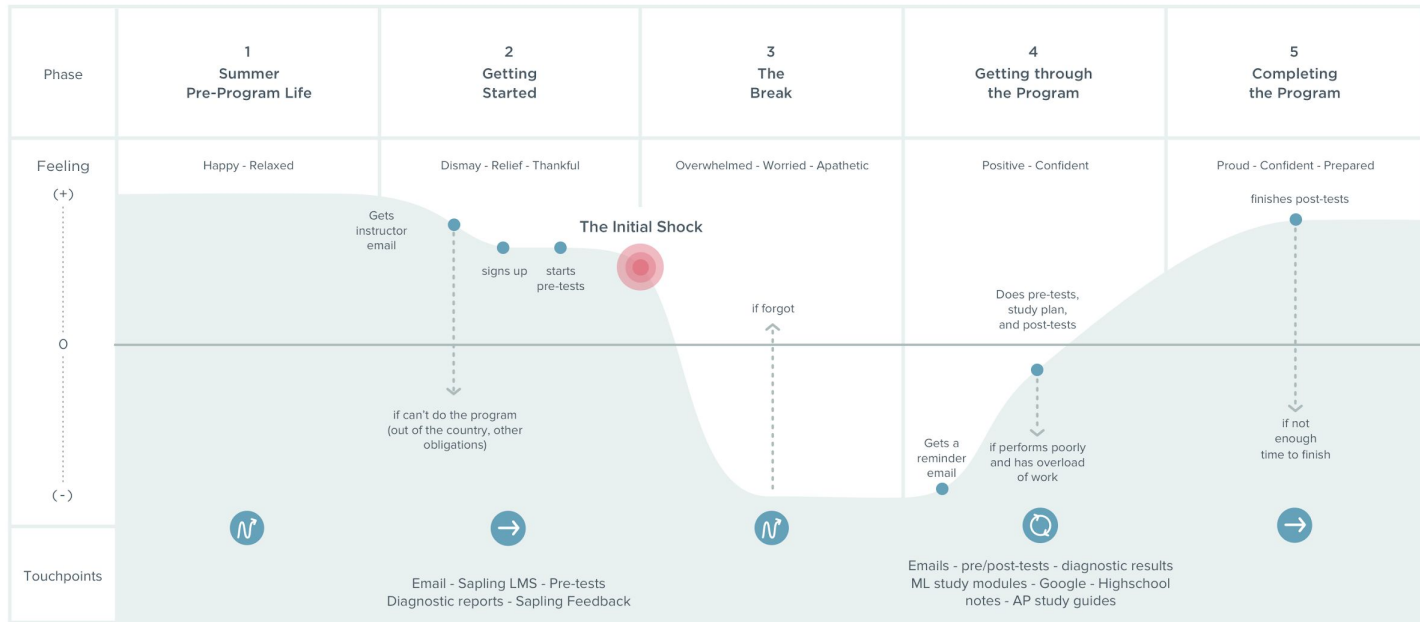 Phase
1
Summer
Pre-Program Life
2
Getting
Started
3
The
Break
4
Getting through
the Program
5
Completing
the Program
Feeling
(+)
0
(-)
Happy - Relaxed
Dismay - Relief - Thankful
Overwhelmed - Worried - Apathetic
Positive - Confident
Proud - Confident - Prepared
Gets
instructor
email
signs up
starts
pre-tests
The Initial Shock
if can't do the program
(out of the country, other
obligations)
if forgot
Gets a
reminder
email
Does pre-tests,
study plan,
and post-tests
if performs poorly
and has overload
of work
finishes post-tests
if not
enough
time to finish
Touchpoints
Email - Sapling LMS - Pre-tests
Diagnostic reports - Sapling Feedback
Emails - pre/post-tests - diagnostic results
ML study modules - Google - Highschool
notes - AP study guides